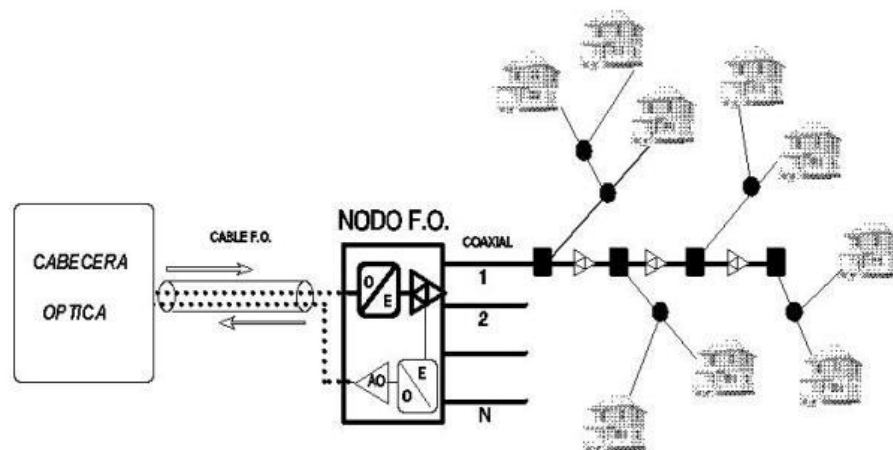 CABECERA
OPTICA
CABLE F.O.
NODO F.O.
O
E
AO
E
O
COAXIAL
1
2
N